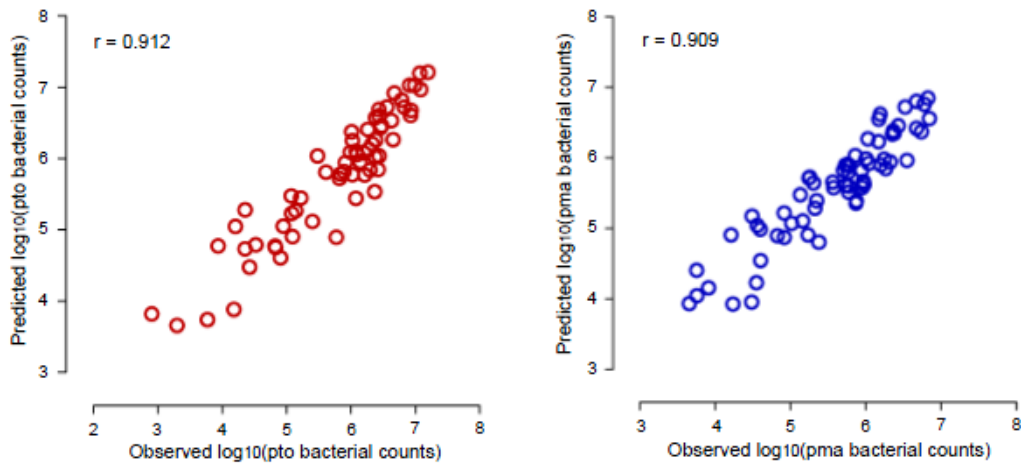 8
7
6
5
4
3
Predicted log10(pto bacterial counts)
r = 0.912
2 3 4 5 6 7 8
Observed log10(pto bacterial counts)
8
7
6
5
4
3
Predicted log10(pma bacterial counts)
r = 0.909
3 4 5 6 7 8
Observed log10(pma bacterial counts)